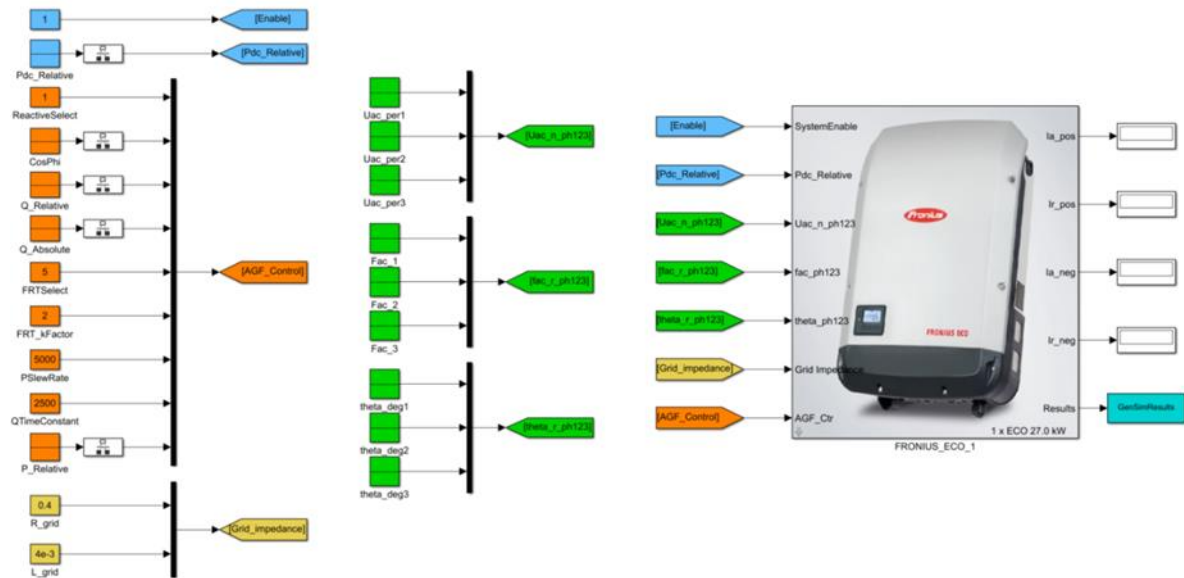 1
[Enable]
Pdc_Relative
[Pdc_Relative]
1
ReactiveSelect
CosPhi
Q_Relative
Q_Absolute
5
FRTSelect
2
FRT_kFactor
5000
PSlewRate
2500
QTimeConstant
P_Relative
[AGF_Control]
0.4
R_grid
4e-3
L_grid
[Grid_impedance]
Uac_per1
Uac_per2
Uac_per3
[Uac_n_ph123]
Fac_1
Fac_2
Fac_3
[fac_r_ph123]
theta_deg1
theta_deg2
theta_deg3
[theta_r_ph123]
[Enable]
[Pdc_Relative]
[Uac_n_ph123]
[fac_r_ph123]
[theta_r_ph123]
[Grid_impedance]
[AGF_Control]
SystemEnable
Pdc_Relative
Uac_n_ph123
fac_ph123
theta_ph123
Grid Impedance
AGF_Ctr
Fronius
FRONIUS ECO
1 x ECO 27.0 kW
FRONIUS_ECO_1
Ia_pos
Ir_pos
Ia_neg
Ir_neg
Results
GenSimResults